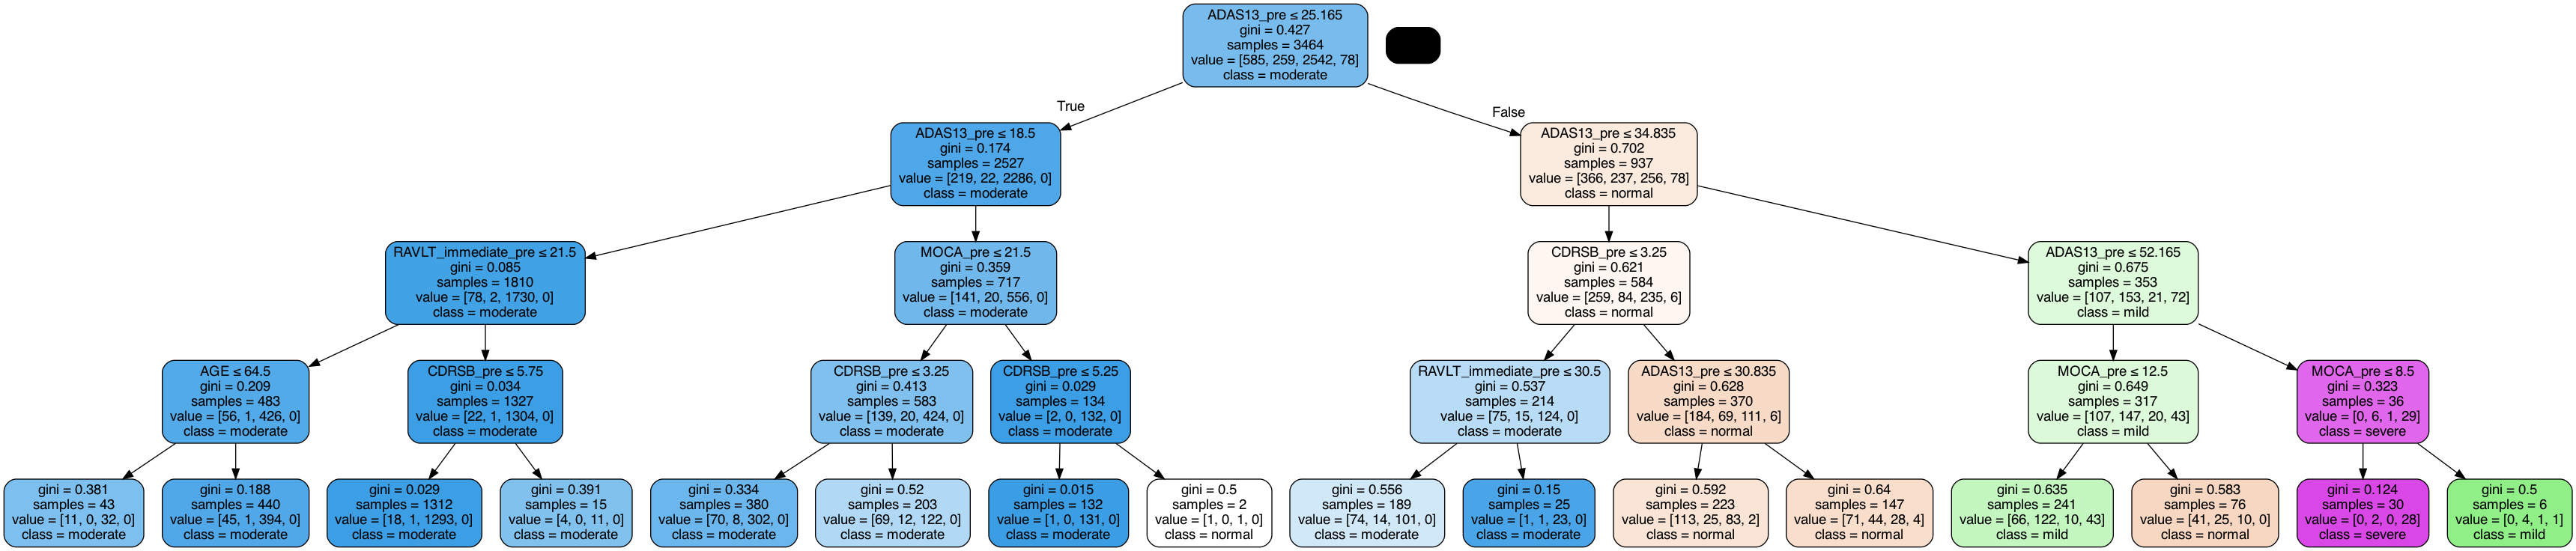 ADAS13_pre ≤ 25.165
gini = 0.427
samples = 3464
value = [585, 259, 2542, 78]
class = moderate
True
False
ADAS13_pre ≤ 18.5
gini = 0.174
samples = 2527
value = [219, 22, 2286, 0]
class = moderate
ADAS13_pre ≤ 34.835
gini = 0.702
samples = 937
value = [366, 237, 256, 78]
class = normal
RAVLT_immediate_pre ≤ 21.5
gini = 0.085
samples = 1810
value = [78, 2, 1730, 0]
class = moderate
MOCA_pre ≤ 21.5
gini = 0.359
samples = 717
value = [141, 20, 556, 0]
class = moderate
CDRSB_pre ≤ 3.25
gini = 0.621
samples = 584
value = [259, 84, 235, 6]
class = normal
ADAS13_pre ≤ 52.165
gini = 0.675
samples = 353
value = [107, 153, 21, 72]
class = mild
AGE ≤ 64.5
gini = 0.209
samples = 483
value = [56, 1, 426, 0]
class = moderate
CDRSB_pre ≤ 5.75
gini = 0.034
samples = 1327
value = [22, 1, 1304, 0]
class = moderate
CDRSB_pre ≤ 3.25
gini = 0.413
samples = 583
value = [139, 20, 424, 0]
class = moderate
CDRSB_pre ≤ 5.25
gini = 0.029
samples = 134
value = [2, 0, 132, 0]
class = moderate
RAVLT_immediate_pre ≤ 30.5
gini = 0.537
samples = 214
value = [75, 15, 124, 0]
class = moderate
ADAS13_pre ≤ 30.835
gini = 0.628
samples = 370
value = [184, 69, 111, 6]
class = normal
MOCA_pre ≤ 12.5
gini = 0.649
samples = 317
value = [107, 147, 20, 43]
class = mild
MOCA_pre ≤ 8.5
gini = 0.323
samples = 36
value = [0, 6, 1, 29]
class = severe
gini = 0.381
samples = 43
value = [11, 0, 32, 0]
class = moderate
gini = 0.188
samples = 440
value = [45, 1, 394, 0]
class = moderate
gini = 0.029
samples = 1312
value = [18, 1, 1293, 0]
class = moderate
gini = 0.391
samples = 15
value = [4, 0, 11, 0]
class = moderate
gini = 0.334
samples = 380
value = [70, 8, 302, 0]
class = moderate
gini = 0.52
samples = 203
value = [69, 12, 122, 0]
class = moderate
gini = 0.015
samples = 132
value = [1, 0, 131, 0]
class = moderate
gini = 0.5
samples = 2
value = [1, 0, 1, 0]
class = normal
gini = 0.556
samples = 189
value = [74, 14, 101, 0]
class = moderate
gini = 0.15
samples = 25
value = [1, 1, 23, 0]
class = moderate
gini = 0.592
samples = 223
value = [113, 25, 83, 2]
class = normal
gini = 0.64
samples = 147
value = [71, 44, 28, 4]
class = normal
gini = 0.635
samples = 241
value = [66, 122, 10, 43]
class = mild
gini = 0.583
samples = 76
value = [41, 25, 10, 0]
class = normal
gini = 0.124
samples = 30
value = [0, 2, 0, 28]
class = severe
gini = 0.5
samples = 6
value = [0, 4, 1, 1]
class = mild